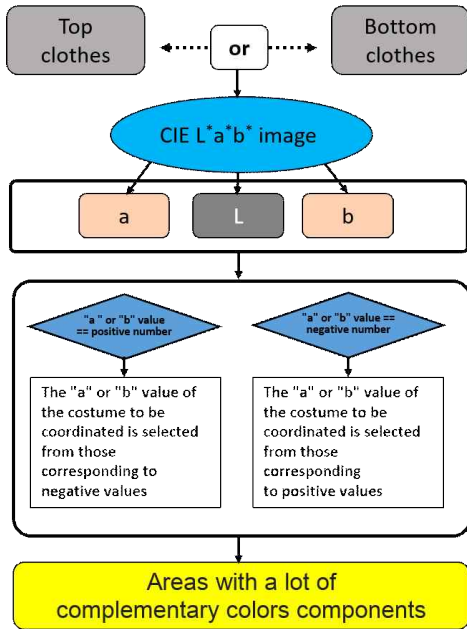 Top
clothes
or
Bottom
clothes
CIE L*a*b* image
a
L
b
"a " or "b" value
== positive number
"a" or "b" value ==
negative number
The "a" or "b" value of
the costume to be
coordinated is selected
from those
corresponding to
negative values
The "a" or "b" value of
the costume to be
coordinated is selected
from those
corresponding
to positive values
Areas with a lot of
complementary colors components